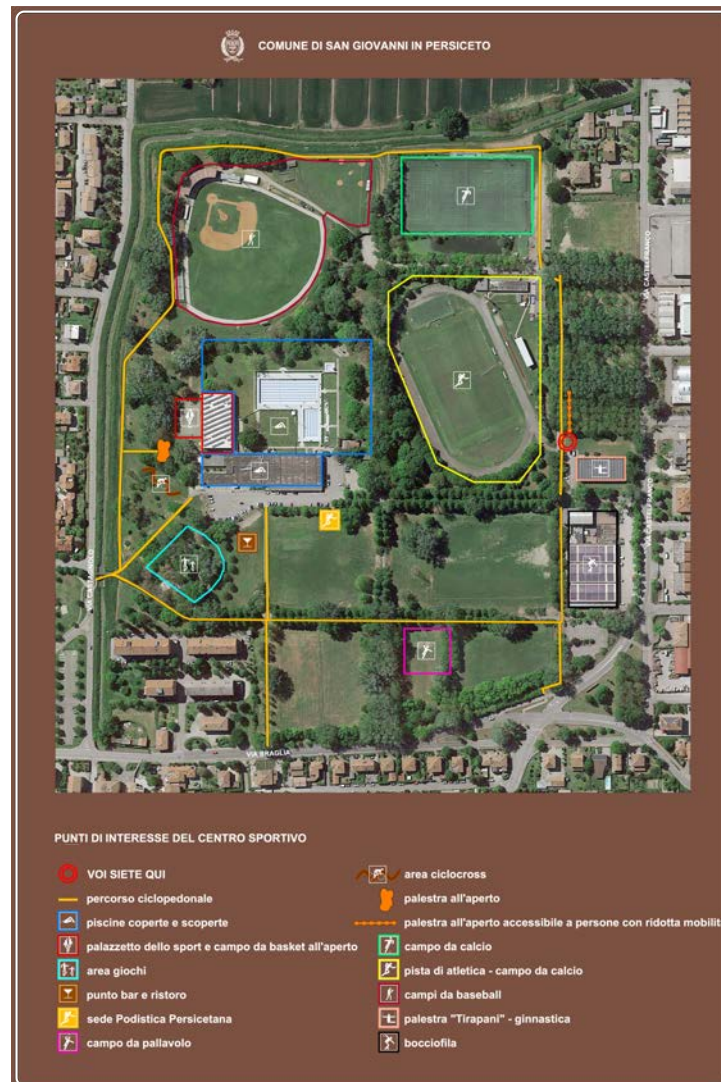 COMUNE DI SAN GIOVANNI IN PERSICETO
VIA CASTELFRANCO
VIA BRAGLIA
PUNTI DI INTERESSE DEL CENTRO SPORTIVO
VOI SIETE QUI
percorso ciclopedonale
piscine coperte e scoperte
palazzetto dello sport e campo da basket all'aperto
area giochi
punto bar e ristoro
sede Podistica Persicetana
campo da pallavolo
area ciclocross
palestra all'aperto
palestra all'aperto accessibile a persone con ridotta mobilit
campo da calcio
pista di atletica - campo da calcio
campi da baseball
palestra "Tirapani" - ginnastica
bocciofila